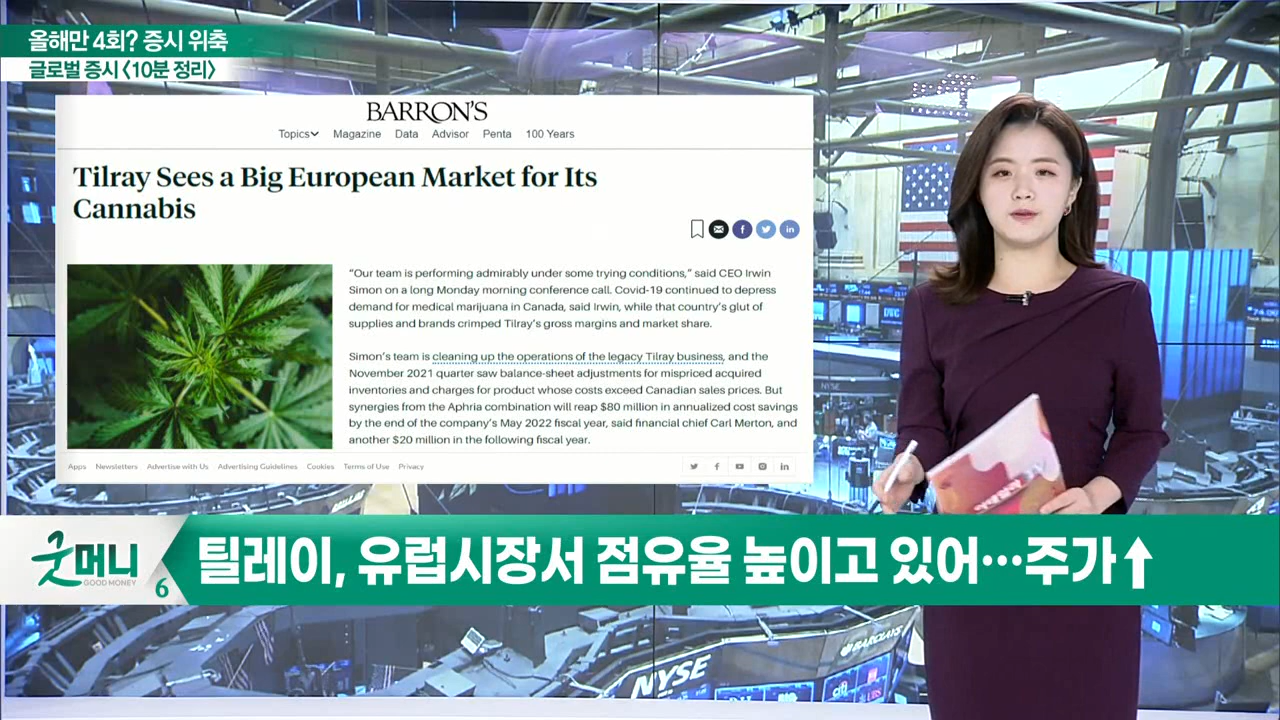 올해만 4회? 증시 위축
글로벌 증시 <10분 정리>
BARRON'S
Topics Magazine Data Advisor Penta 100 Years
Tilray Sees a Big European Market for Its
Cannabis
"Our team is performing admirably under some trying conditions," said CEO Irwin
Simon on a long Monday morning conference call. Covid-19 continued to depress
demand for medical marijuana in Canada, said Irwin, while that country's glut of
supplies and brands crimped Tilray's gross margins and market share.
Simon's team is cleaning up the operations of the legacy Tilray business, and the
November 2021 quarter saw balance-sheet adjustments for mispriced acquired
inventories and charges for product whose costs exceed Canadian sales prices. But
synergies from the Aphria combination will reap $80 million in annualized cost savings
by the end of the company's May 2022 fiscal year, said financial chief Carl Merton, and
another $20 million in the following fiscal year.
Apps Newsletters Advertise with Us Advertising Guidelines Cookies Terms of Use Privacy
굿머니
GOOD MONEY
6
틸레이, 유럽시장서 점유율 높이고 있어…주가↑
NYSE
BARCLAYS
citi
UBS
NYSE